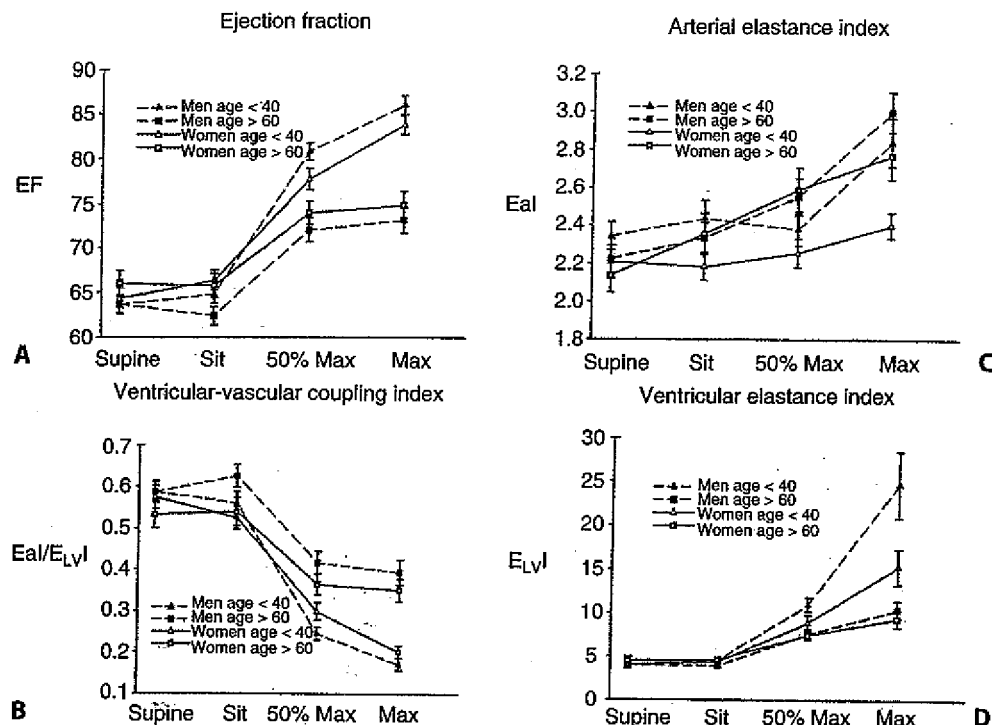 Ejection fraction
90
85
80
75
70
65
60
EF
Men age < 40
Men age > 60
Women age < 40
Women age > 60
Supine Sit 50% Max Max
A
Arterial elastance index
3.2
3.0
2.8
2.6
2.4
2.2
2.0
1.8
EaI
Men age < 40
Men age > 60
Women age < 40
Women age > 60
Supine Sit 50% Max Max
C
Ventricular-vascular coupling index
0.7
0.6
0.5
0.4
0.3
0.2
0.1
EaI/ELVI
Men age < 40
Men age > 60
Women age < 40
Women age > 60
Supine Sit 50% Max Max
B
Ventricular elastance index
30
25
20
15
10
5
0
ELVI
Men age < 40
Men age > 60
Women age < 40
Women age > 60
Supine Sit 50% Max Max
D